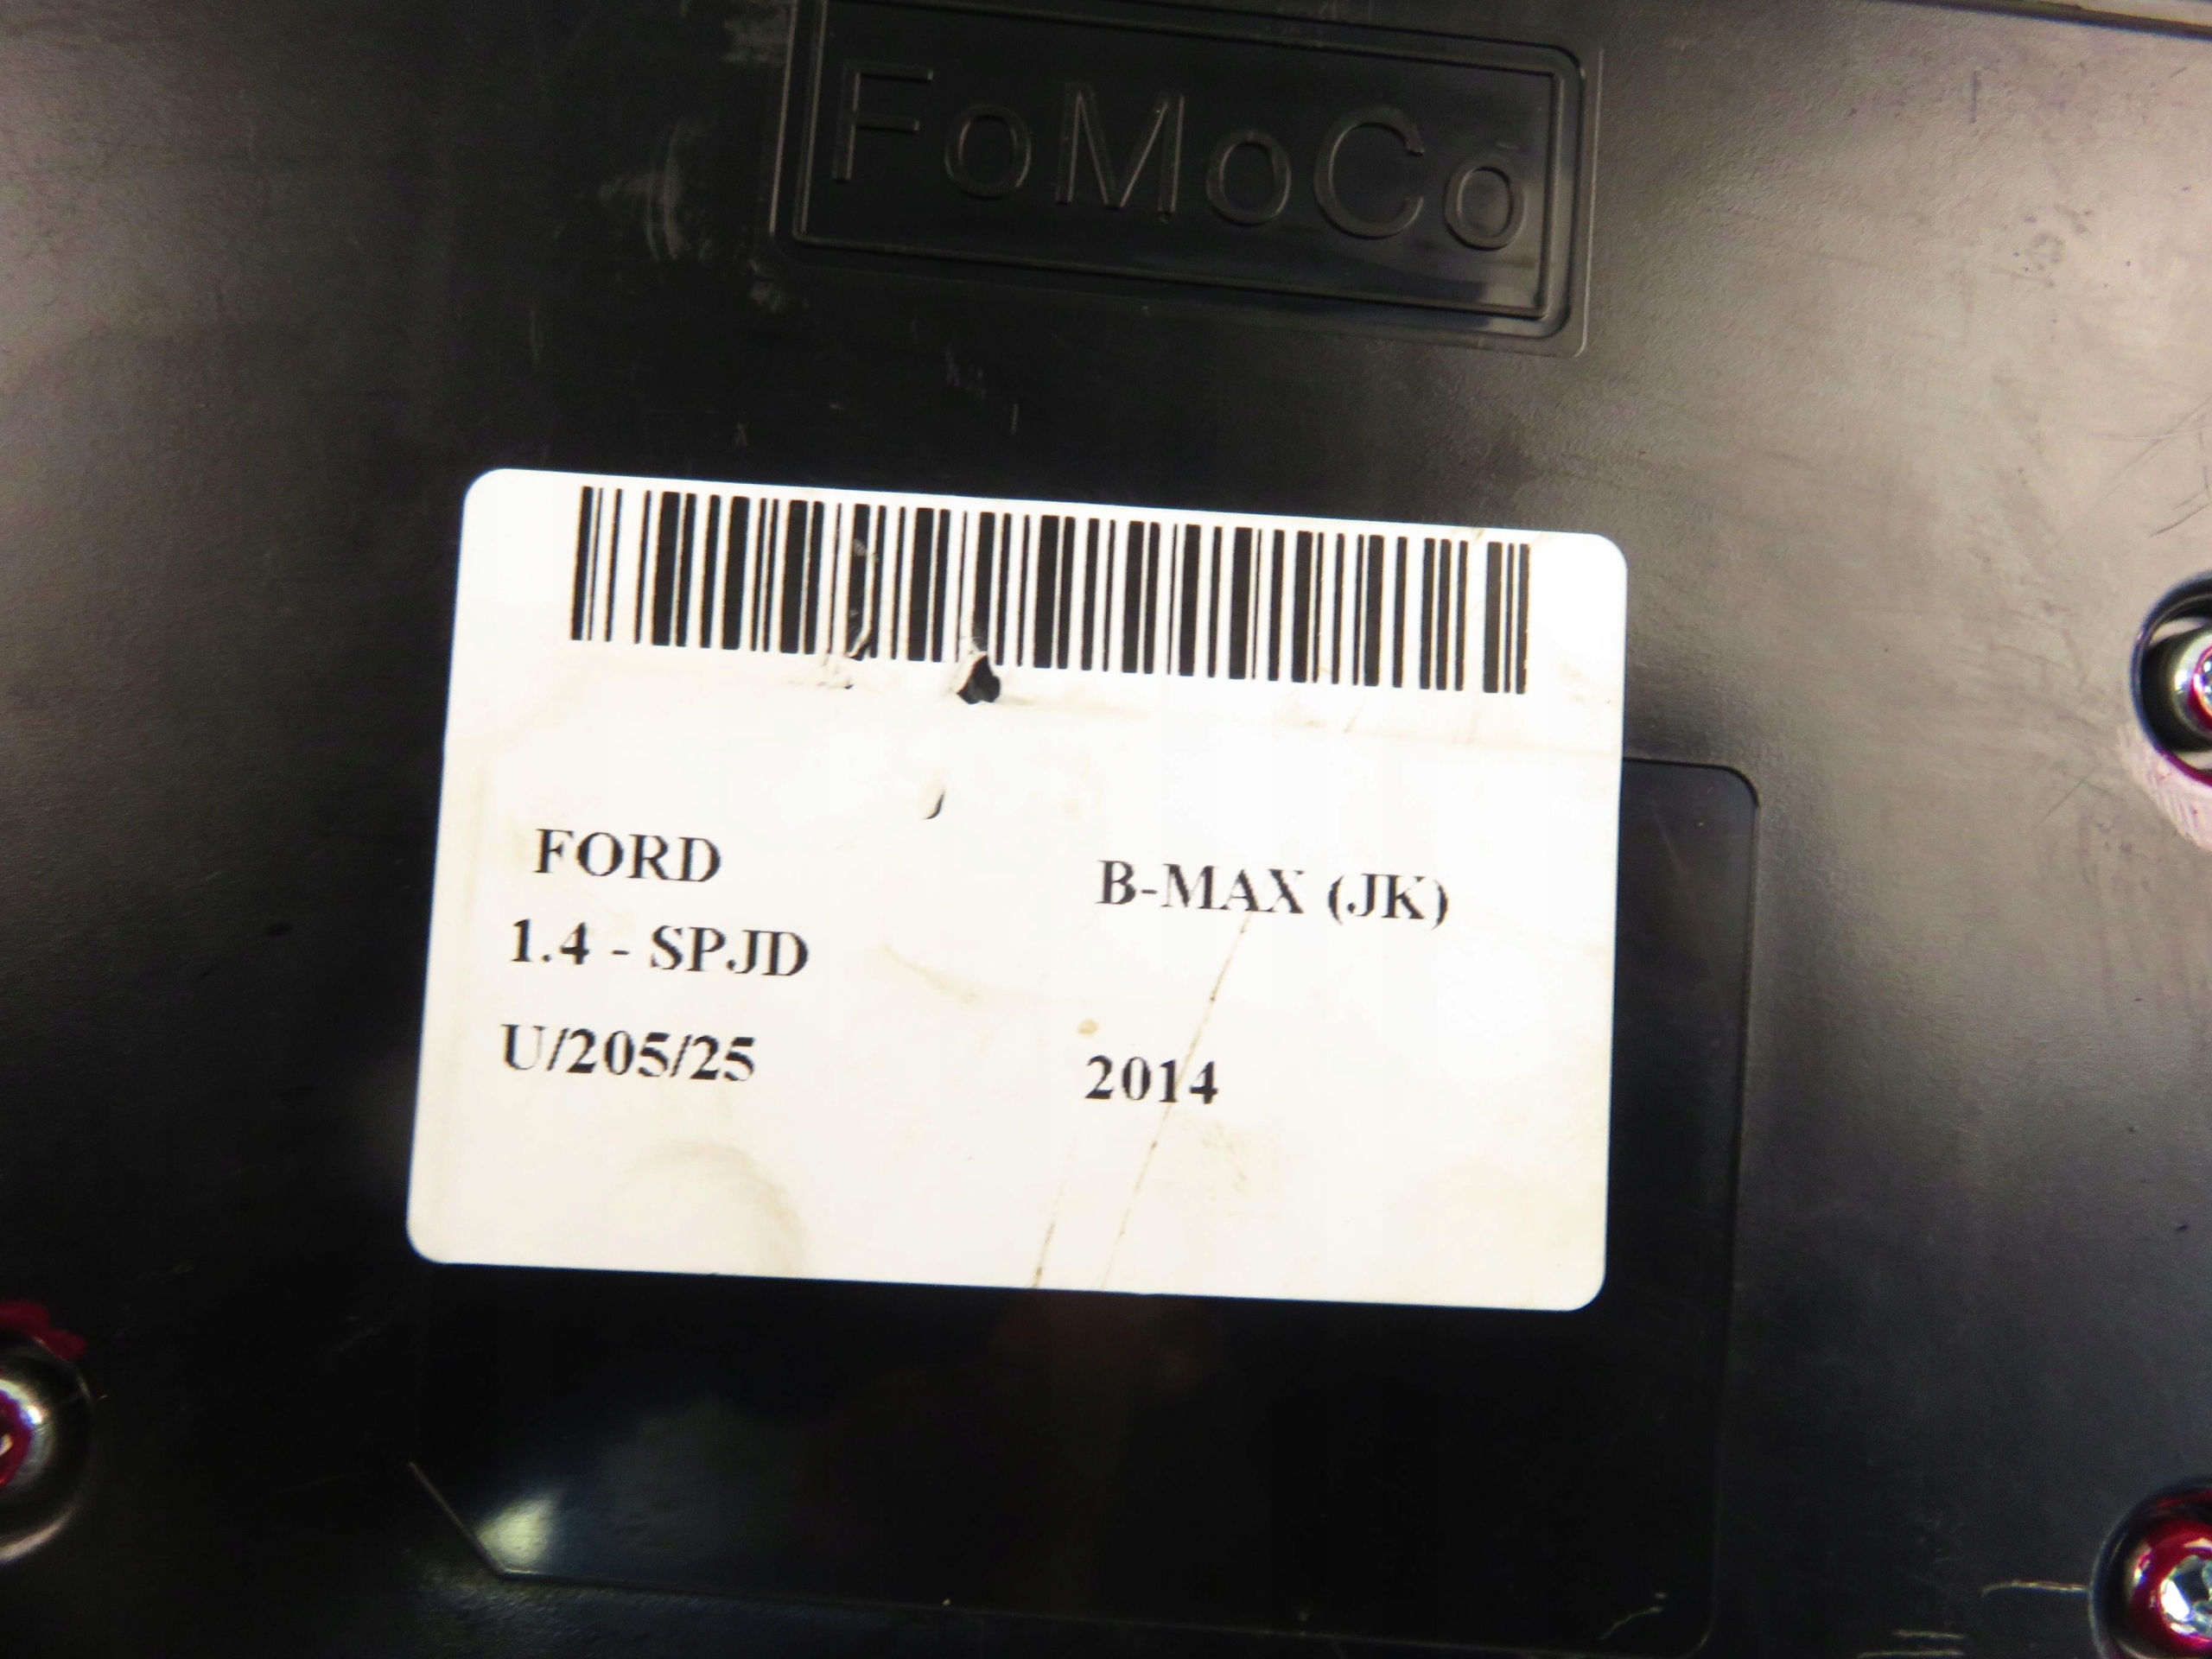 FoMoCo
FORD B-MAX (JK)
1.4 - SPJD
U/205/25 2014